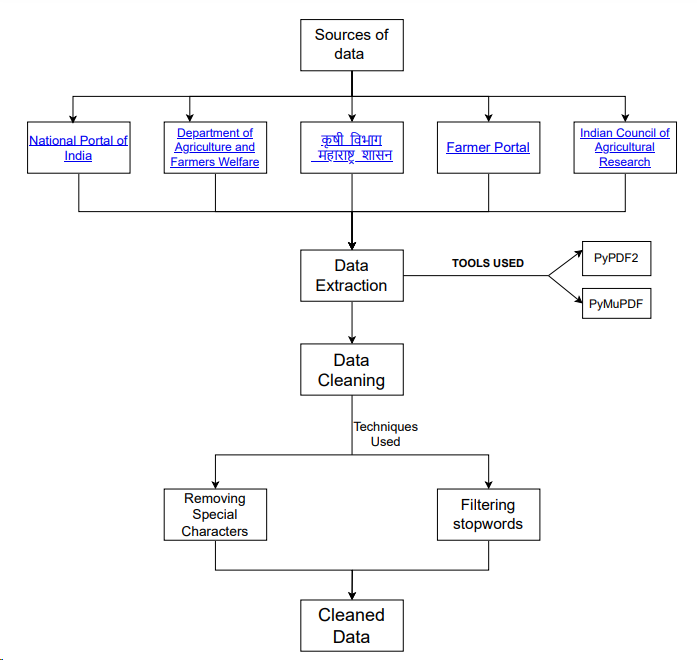 Sources of
data
National Portal of
India
Department of
Agriculture and
Farmers Welfare
कृषी विभाग
महाराष्ट्र शासन
Farmer Portal
Indian Council of
Agricultural
Research
Data
Extraction
TOOLS USED
PyPDF2
PyMuPDF
Data
Cleaning
Techniques
Used
Removing
Special
Characters
Filtering
stopwords
Cleaned
Data